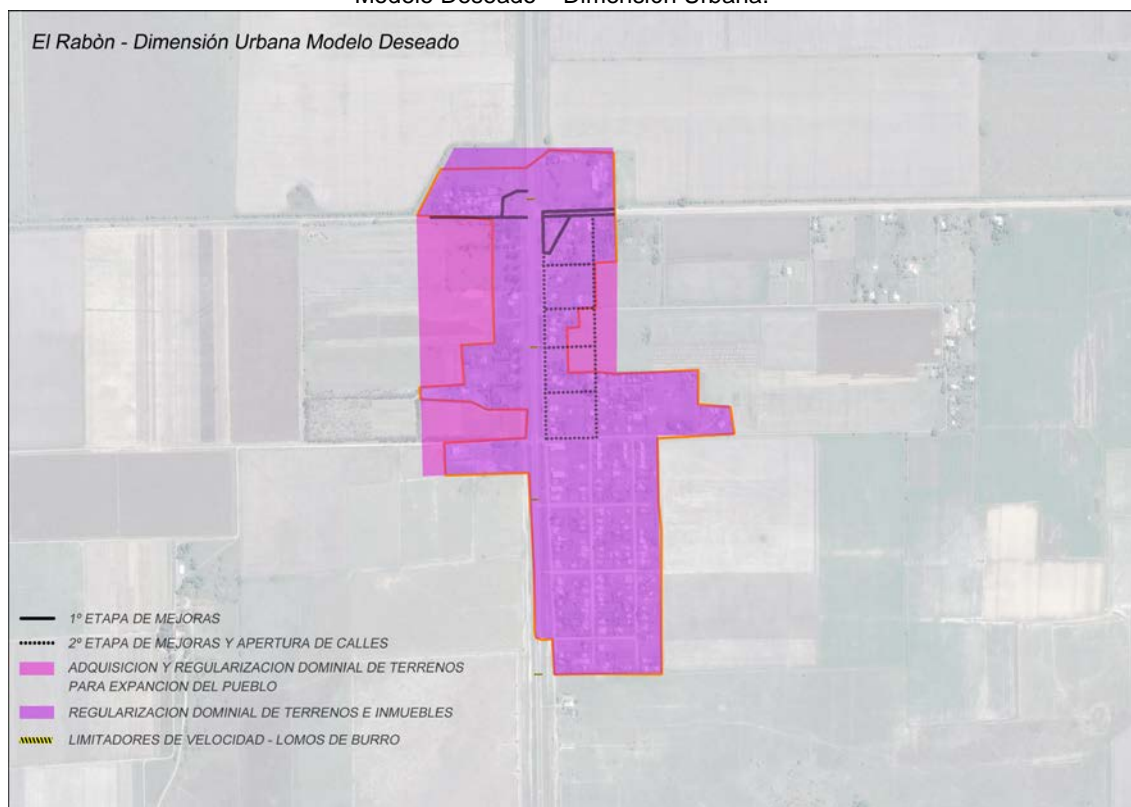 Modelo Deseado – Dimensión Urbana.
El Rabòn - Dimensión Urbana Modelo Deseado
1º ETAPA DE MEJORAS
2º ETAPA DE MEJORAS Y APERTURA DE CALLES
ADQUISICION Y REGULARIZACION DOMINIAL DE TERRENOS
PARA EXPANCION DEL PUEBLO
REGULARIZACION DOMINIAL DE TERRENOS E INMUEBLES
LIMITADORES DE VELOCIDAD - LOMOS DE BURRO